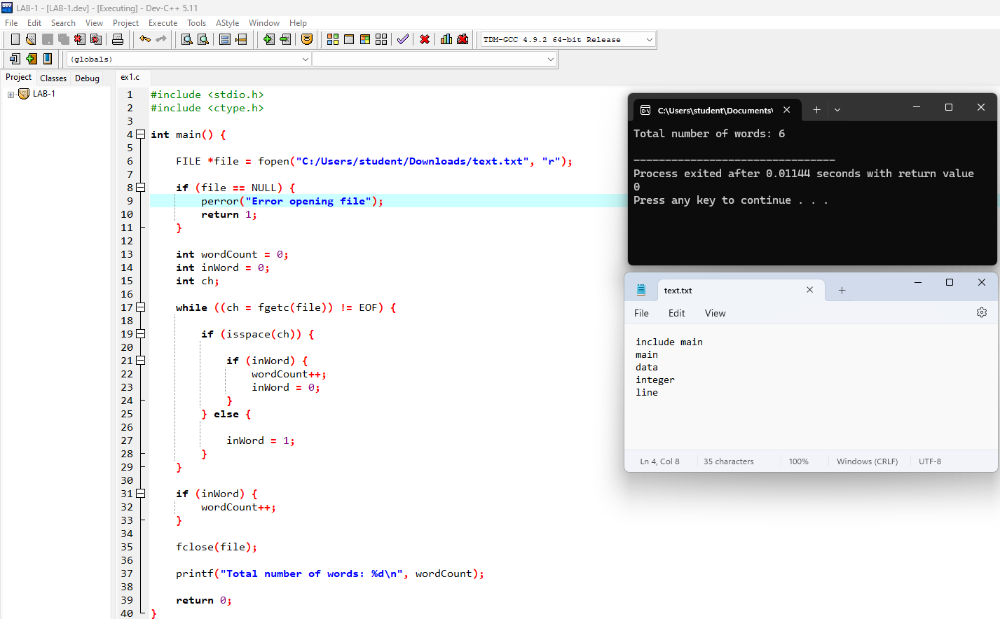 LAB-1 - [LAB-1.dev] - [Executing] - Dev-C++ 5.11
File Edit Search View Project Execute Tools AStyle Window Help
TDM-GCC 4.9.2 64-bit Release
(globals)
Project Classes Debug
LAB-1
ex1.c
1 #include <stdio.h>
2 #include <ctype.h>
3
4 int main() {
5
6 FILE *file = fopen("C:/Users/student/Downloads/text.txt", "r");
7
8 if (file == NULL) {
9 perror("Error opening file");
10 return 1;
11 }
12
13 int wordCount = 0;
14 int inWord = 0;
15 int ch;
16
17 while ((ch = fgetc(file)) != EOF) {
18
19 if (isspace(ch)) {
20
21 if (inWord) {
22 wordCount++;
23 inWord = 0;
24 }
25 } else {
26
27 inWord = 1;
28 }
29 }
30
31 if (inWord) {
32 wordCount++;
33 }
34
35 fclose(file);
36
37 printf("Total number of words: %d\n", wordCount);
38
39 return 0;
40 }
C:\Users\student\Documents\
Total number of words: 6
--------------------------------
Process exited after 0.01144 seconds with return value
0
Press any key to continue . . .
text.txt
File Edit View
include main
main
data
integer
line
Ln 4, Col 8 35 characters 100% Windows (CRLF) UTF-8